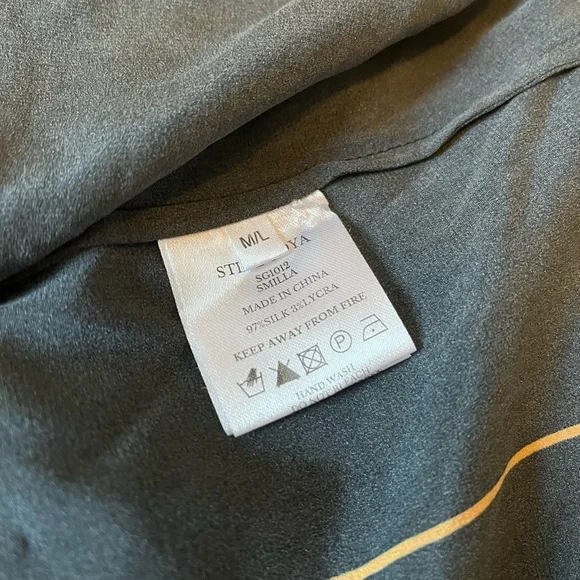 M/L
SG1012
SMILLA
MADE IN CHINA
97%SILK 3%LYCRA
KEEP AWAY FROM FIRE
P
HAND WASH